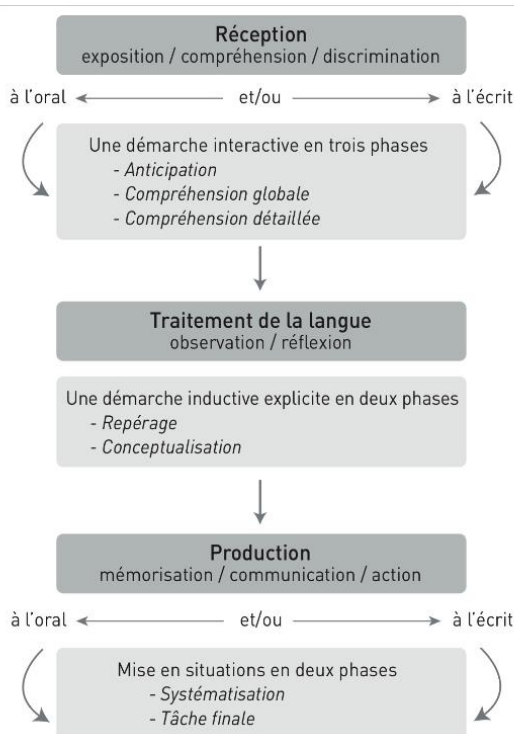 Réception
exposition / compréhension / discrimination
à l'oral et/ou à l'écrit
Une démarche interactive en trois phases
- Anticipation
- Compréhension globale
- Compréhension détaillée
Traitement de la langue
observation / réflexion
Une démarche inductive explicite en deux phases
- Repérage
- Conceptualisation
Production
mémorisation / communication / action
à l'oral et/ou à l'écrit
Mise en situations en deux phases
- Systématisation
- Tâche finale